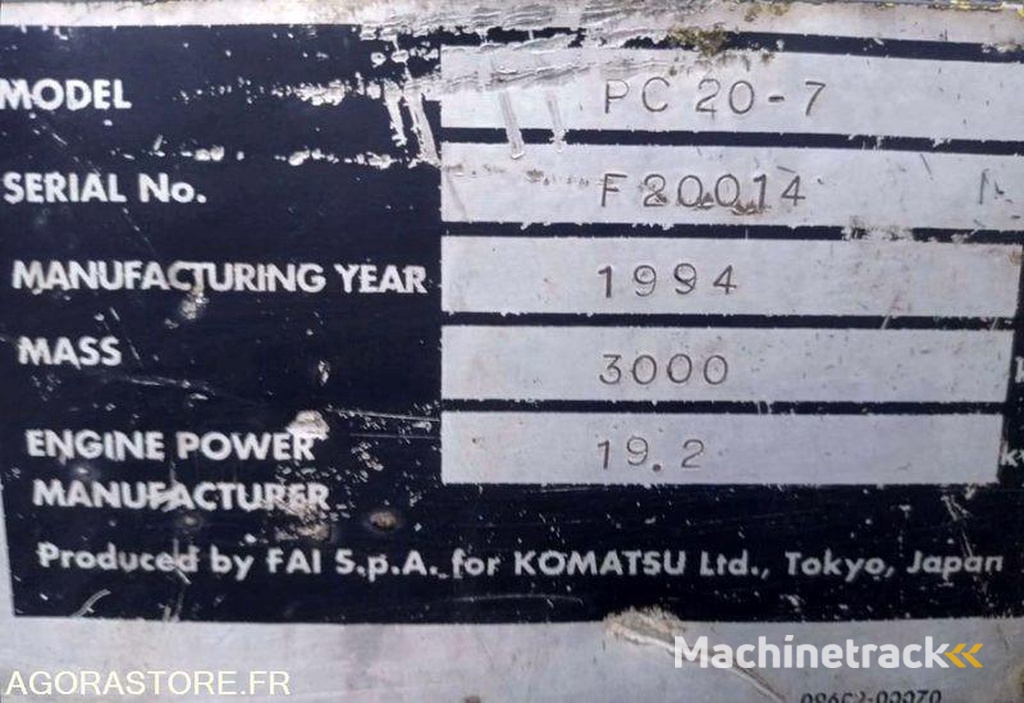 MODEL PC 20-7
SERIAL No. F20014
MANUFACTURING YEAR 1994
MASS 3000
ENGINE POWER 19.2
MANUFACTURER
Produced by FAI S.p.A. for KOMATSU Ltd., Tokyo, Japan
Machinetrack
AGORASTORE.FR